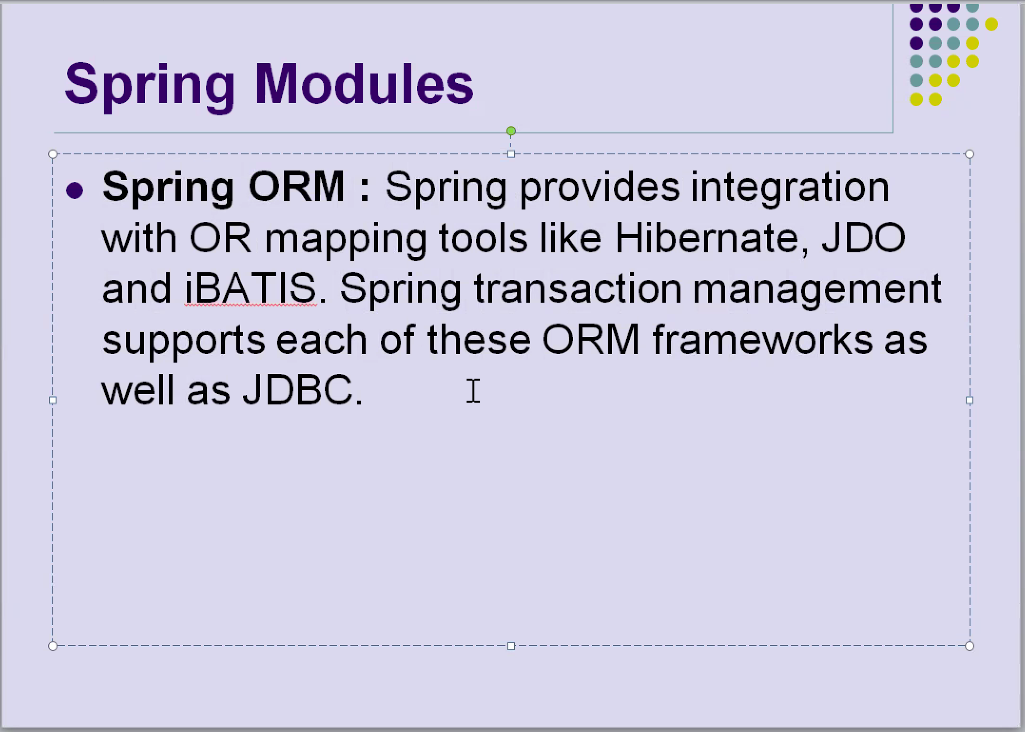 Spring Modules
Spring ORM : Spring provides integration
with OR mapping tools like Hibernate, JDO
and iBATIS. Spring transaction management
supports each of these ORM frameworks as
well as JDBC.